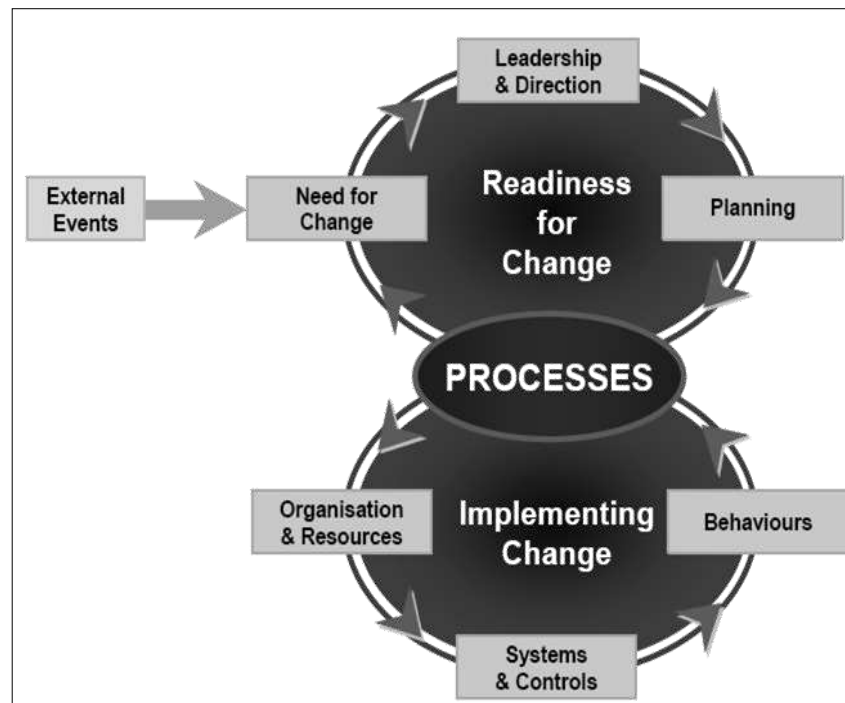 Leadership
& Direction
External
Events
Need for
Change
Readiness
for
Change
Planning
PROCESSES
Organisation
& Resources
Implementing
Change
Behaviours
Systems
& Controls